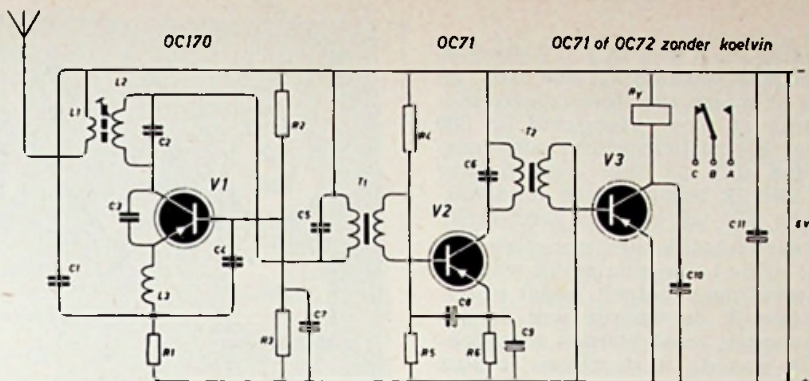 OC170 OC71 OC71 of OC72 zonder koelvin
L1 L2 C2 R2 R4 Ry
T1 C6 T2 V3
C3 V1 C5 V2 C B A
C4 C11 6v
C1 L3 C7 C8 C10
R1 R3 R5 R6 C9